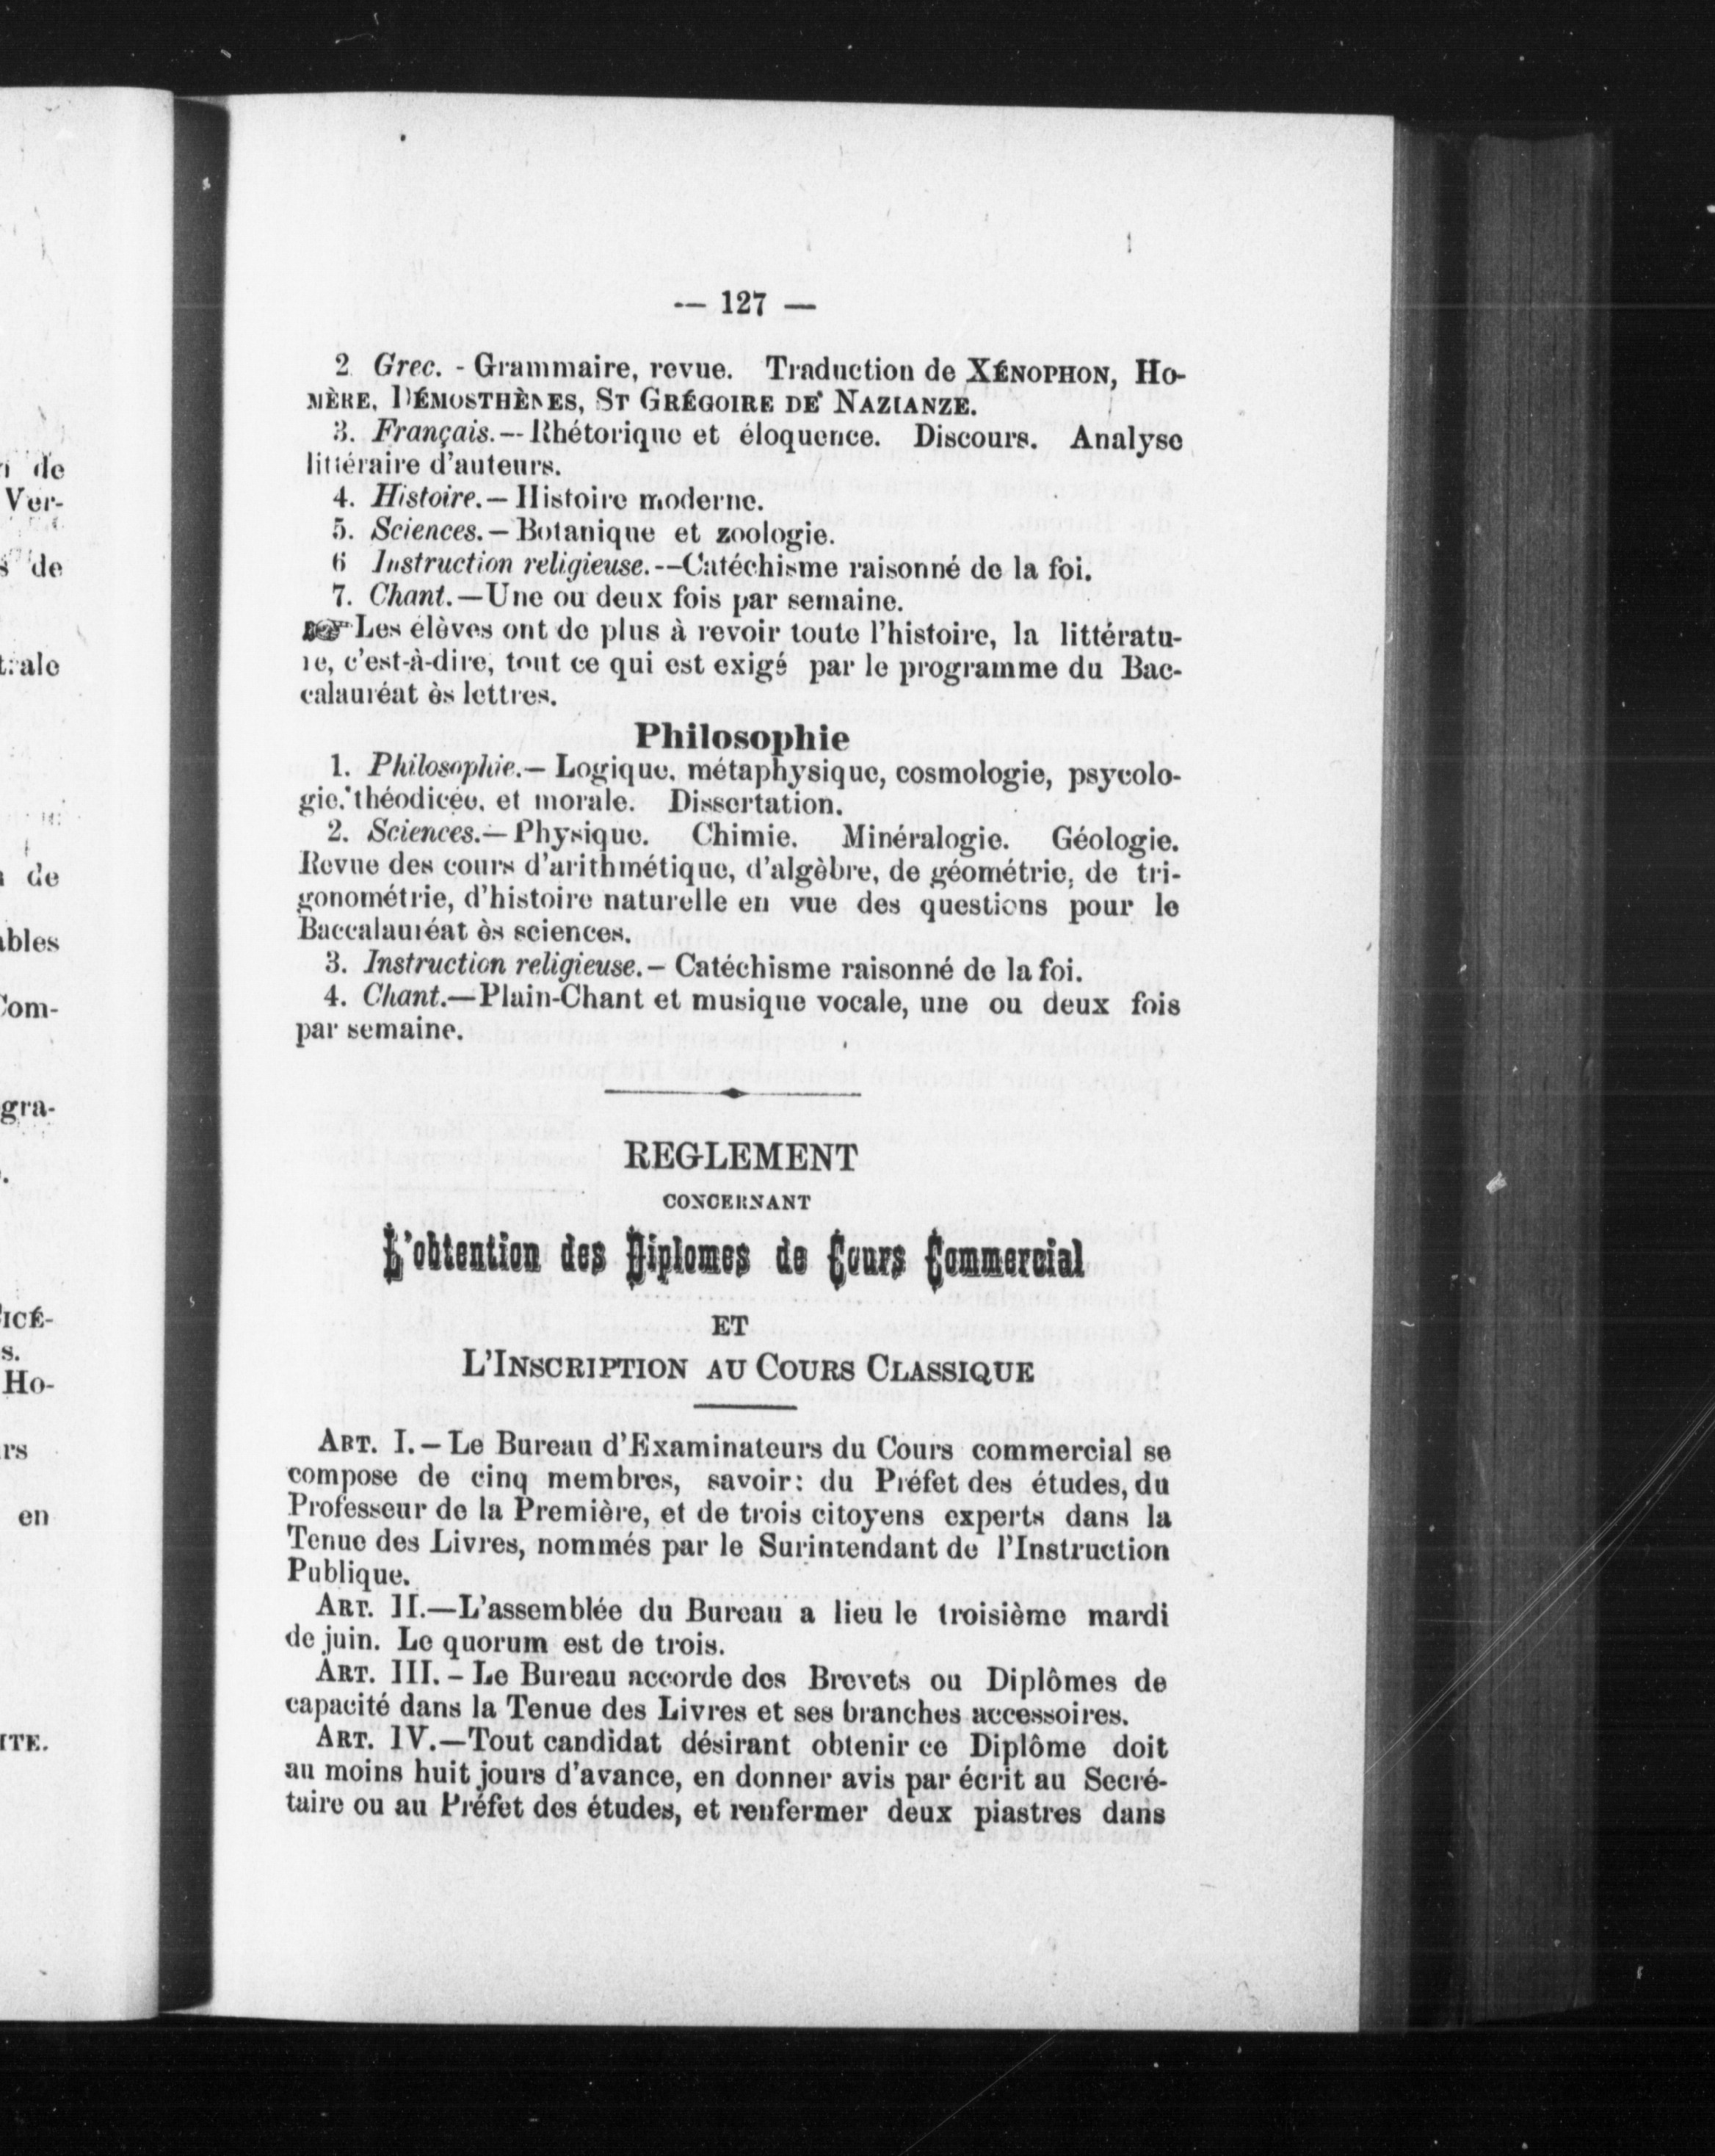 — 127 —
2 Grec. - Grammaire, revue. Traduction de XÉNOPHON, HO-
MÈRE, DÉMOSTHÈNES, ST GRÉGOIRE DE NAZIANZE.
3. Français.—Rhétorique et éloquence. Discours. Analyse
littéraire d'auteurs.
4. Histoire.—Histoire moderne.
5. Sciences.—Botanique et zoologie.
6 Instruction religieuse.—Catéchisme raisonné de la foi.
7. Chant.—Une ou deux fois par semaine.
☞ Les élèves ont de plus à revoir toute l'histoire, la littératu-
re, c'est-à-dire, tout ce qui est exigé par le programme du Bac-
calauréat ès lettres.
Philosophie
1. Philosophie.—Logique, métaphysique, cosmologie, psycolo-
gie, théodicée, et morale. Dissertation.
2. Sciences.—Physique. Chimie. Minéralogie. Géologie.
Revue des cours d'arithmétique, d'algèbre, de géométrie, de tri-
gonométrie, d'histoire naturelle en vue des questions pour le
Baccalauréat ès sciences.
3. Instruction religieuse.—Catéchisme raisonné de la foi.
4. Chant.—Plain-Chant et musique vocale, une ou deux fois
par semaine.
REGLEMENT
CONCERNANT
L'obtention des Diplomes de Cours Commercial
ET
L'INSCRIPTION AU COURS CLASSIQUE
ART. I.—Le Bureau d'Examinateurs du Cours commercial se
compose de cinq membres, savoir: du Préfet des études, du
Professeur de la Première, et de trois citoyens experts dans la
Tenue des Livres, nommés par le Surintendant de l'Instruction
Publique.
ART. II.—L'assemblée du Bureau a lieu le troisième mardi
de juin. Le quorum est de trois.
ART. III.—Le Bureau accorde des Brevets ou Diplômes de
capacité dans la Tenue des Livres et ses branches accessoires.
ART. IV.—Tout candidat désirant obtenir ce Diplôme doit
au moins huit jours d'avance, en donner avis par écrit au Secré-
taire ou au Préfet des études, et renfermer deux piastres dans